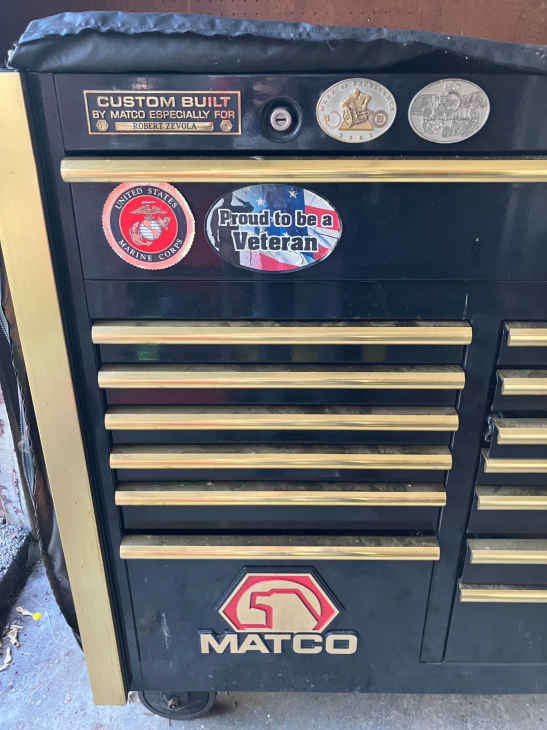 CUSTOM BUILT
BY MATCO ESPECIALLY FOR
ROBERT ZEVOLA
UNITED STATES
MARINE CORPS
Proud to be a
Veteran
MATCO